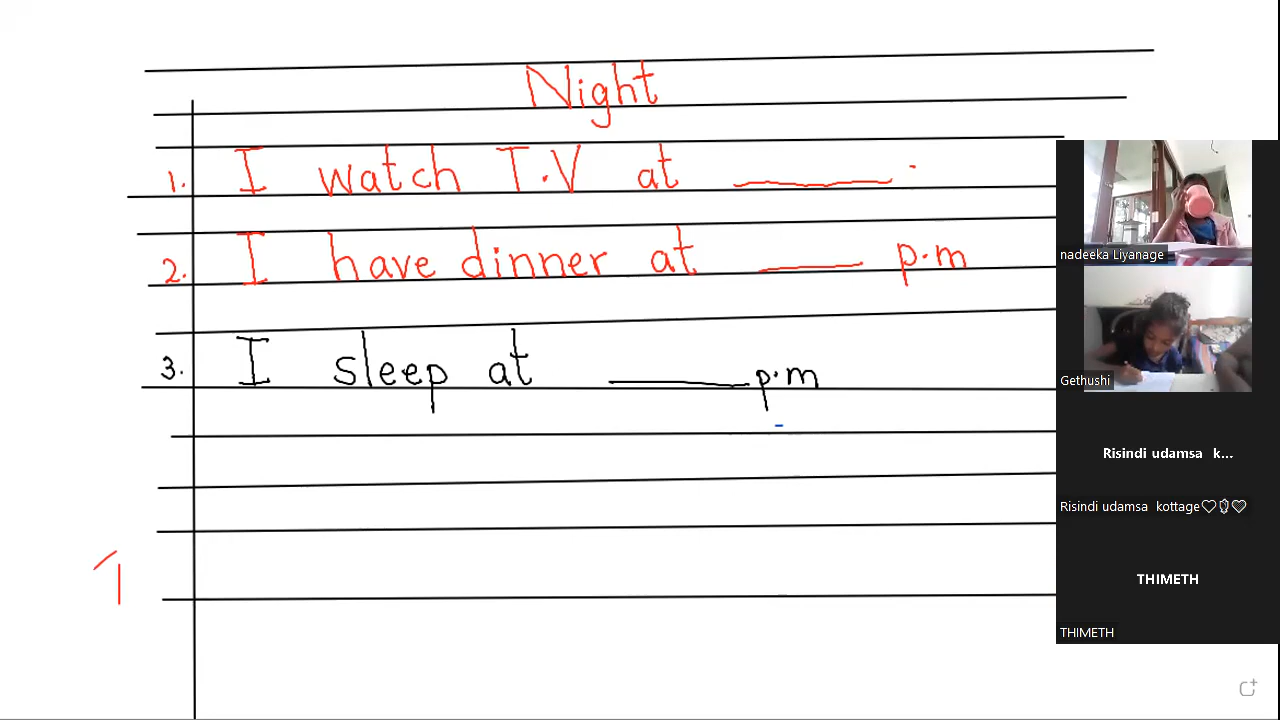 Night
1. I watch T.V at ______ .
2. I have dinner at ______ p.m
3. I sleep at ______ p.m
1
nadeeka Liyanage
Gethushi
Risindi udamsa k...
Risindi udamsa kottage♡🥛♡
THIMETH
THIMETH